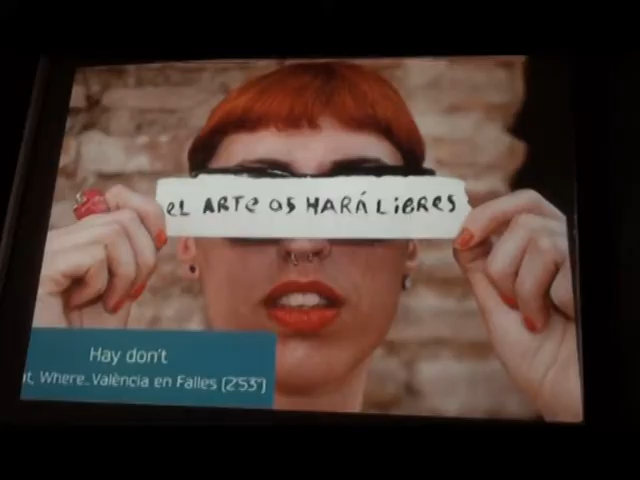 eL ARTe OS HARÁ LiBReS
Hay don't
t, Where.. València en Falles (2'53")